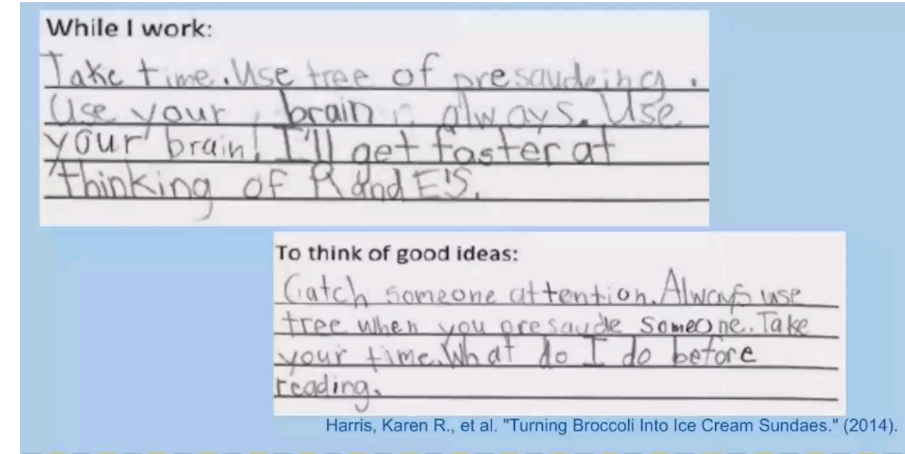 While I work:
Take time. Use tree of presaudeing.
Use your brain always. Use
your brain! I'll get faster at
thinking of R and E'S.
To think of good ideas:
Catch someone attention. Always use
tree when you presaude someone. Take
your time. What do I do before
reading.
Harris, Karen R., et al. "Turning Broccoli Into Ice Cream Sundaes." (2014).